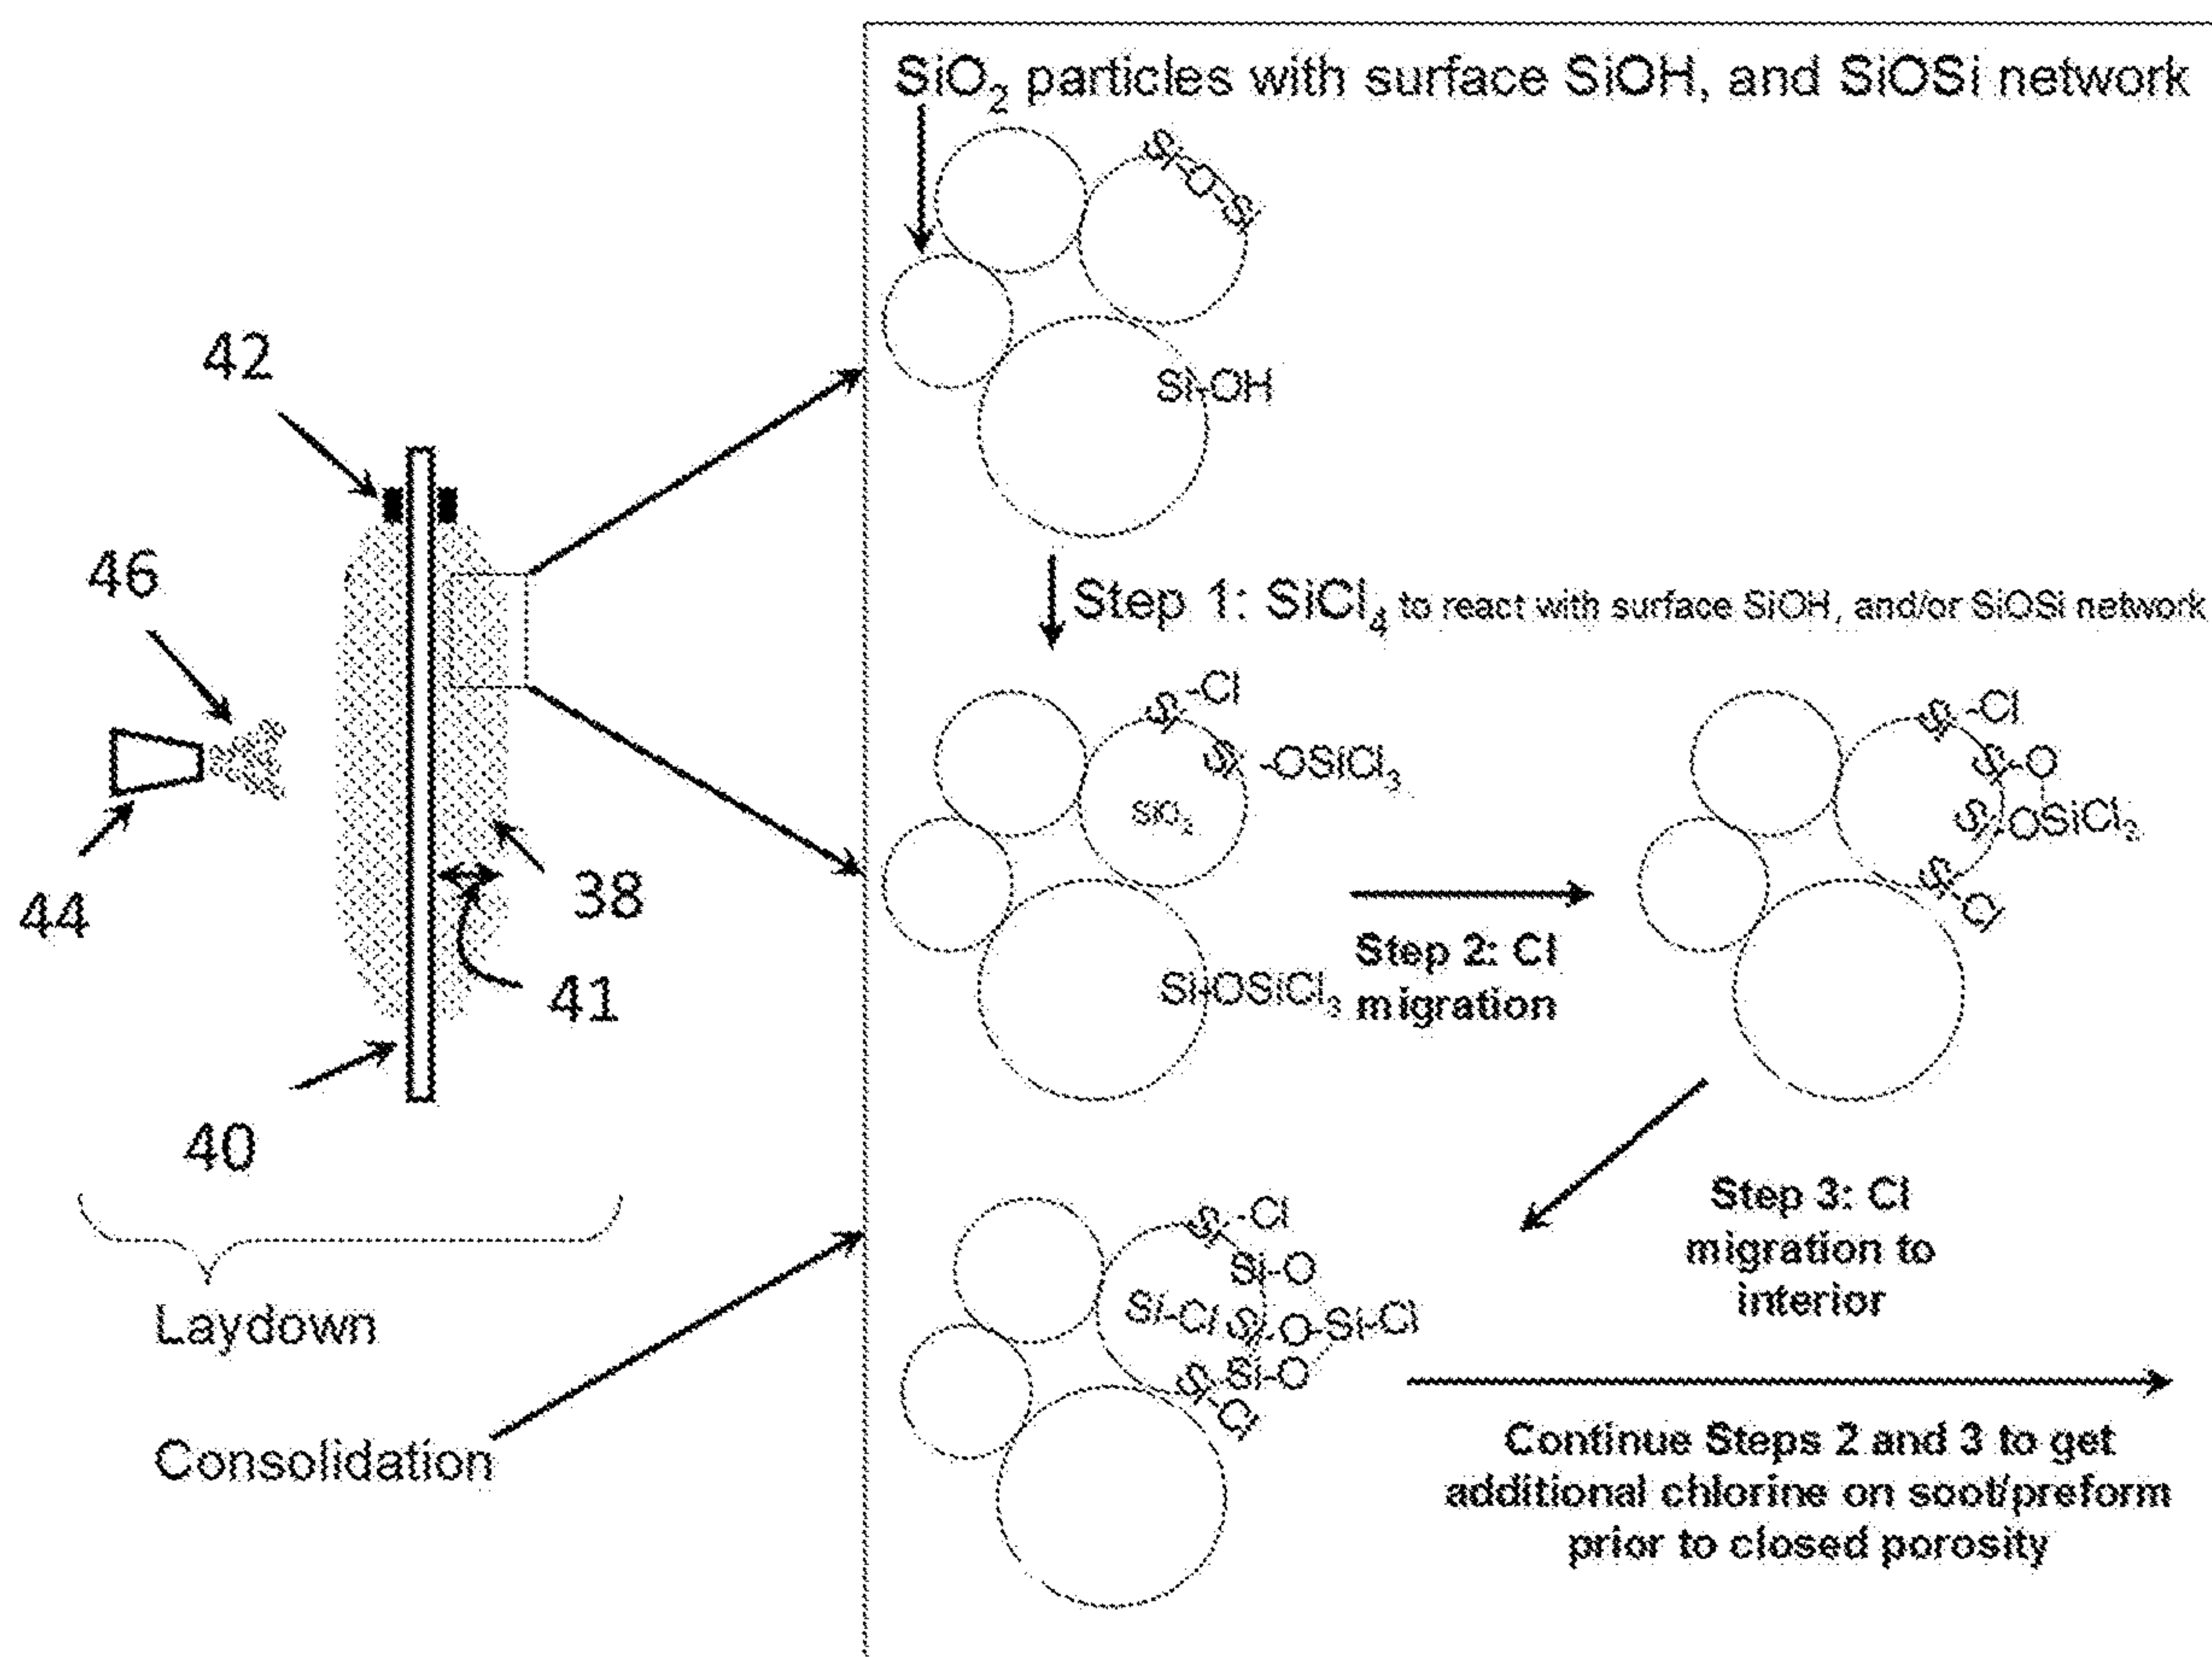 SiO₂ particles with surface SiOH, and SiOSi network
Si-O-Si
Si-OH
42
46
44
38
41
40
Laydown
Consolidation
Step 1: SiCl₄ to react with surface SiOH, and/or SiOSi network
Si-Cl
Si-OSiCl₃
SiO₂
Si-OSiCl₃
Step 2: Cl
migration
Si-Cl
Si-O
Si-OSiCl₂
Si-Cl
Step 3: Cl
migration to
interior
Si-Cl
Si-O
Si-Cl Si-O-Si-Cl
Si-O
Si-Cl
Continue Steps 2 and 3 to get
additional chlorine on soot/preform
prior to closed porosity